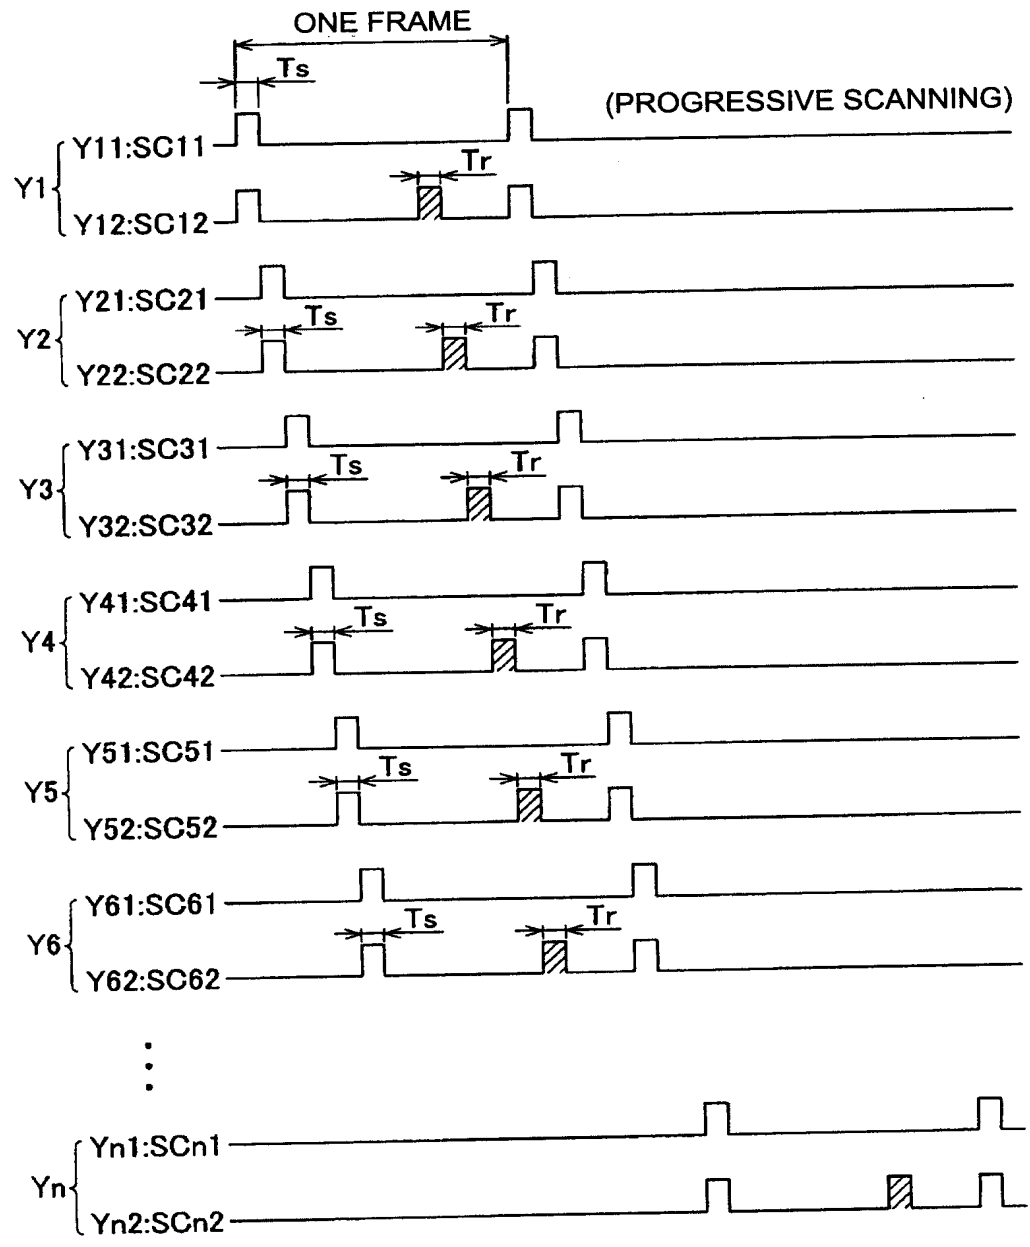 ONE FRAME
Ts
(PROGRESSIVE SCANNING)
Y11:SC11
Tr
Y1
Y12:SC12
Y21:SC21
Ts
Tr
Y2
Y22:SC22
Y31:SC31
Ts
Tr
Y3
Y32:SC32
Y41:SC41
Ts
Tr
Y4
Y42:SC42
Y51:SC51
Ts
Tr
Y5
Y52:SC52
Y61:SC61
Ts
Tr
Y6
Y62:SC62
Yn1:SCn1
Yn
Yn2:SCn2